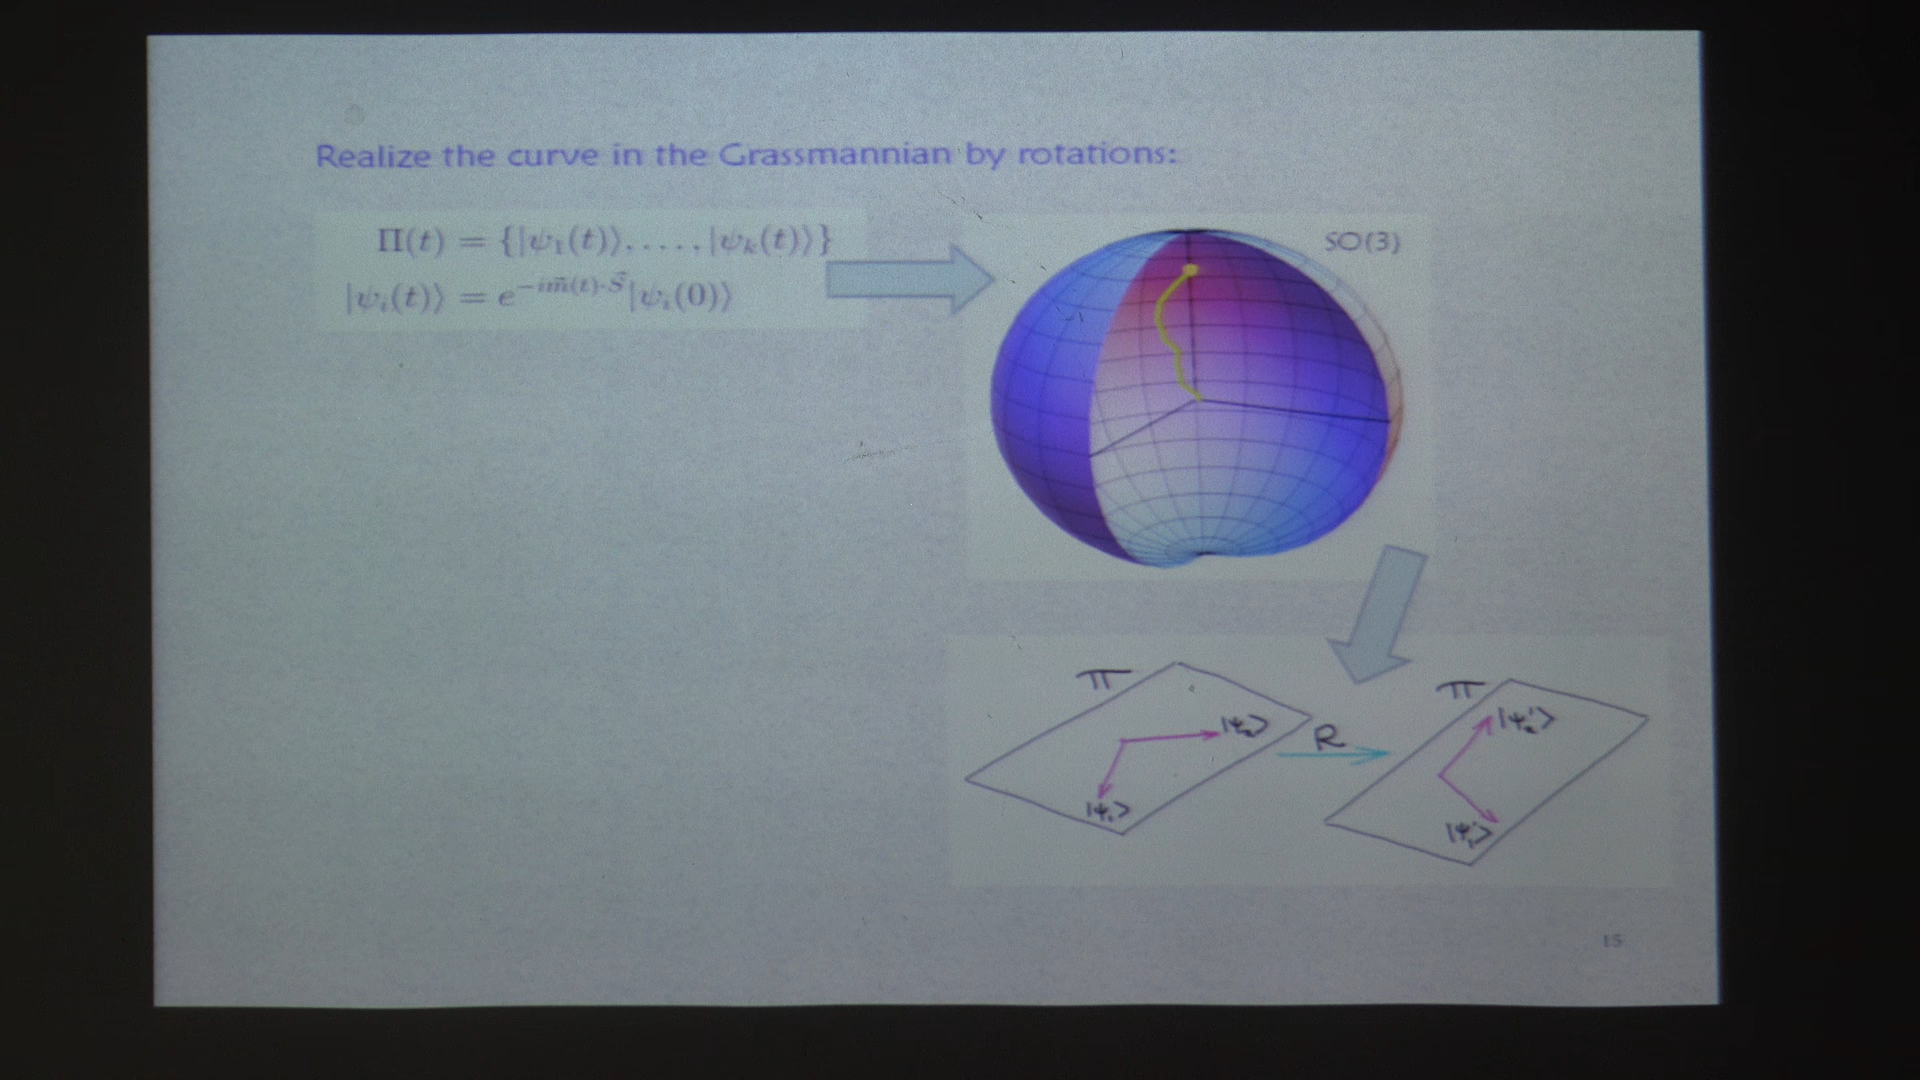 Realize the curve in the Grassmannian by rotations:
Π(t) = {|ψ₁(t)⟩.....|ψₖ(t)⟩}
|ψᵢ(t)⟩ = e^{-im⃗(t)·S⃗}|ψᵢ(0)⟩
SO(3)
Π
|ψ₂⟩
|ψ₁⟩
R
Π
|ψ₂'⟩
|ψ₁'⟩
15